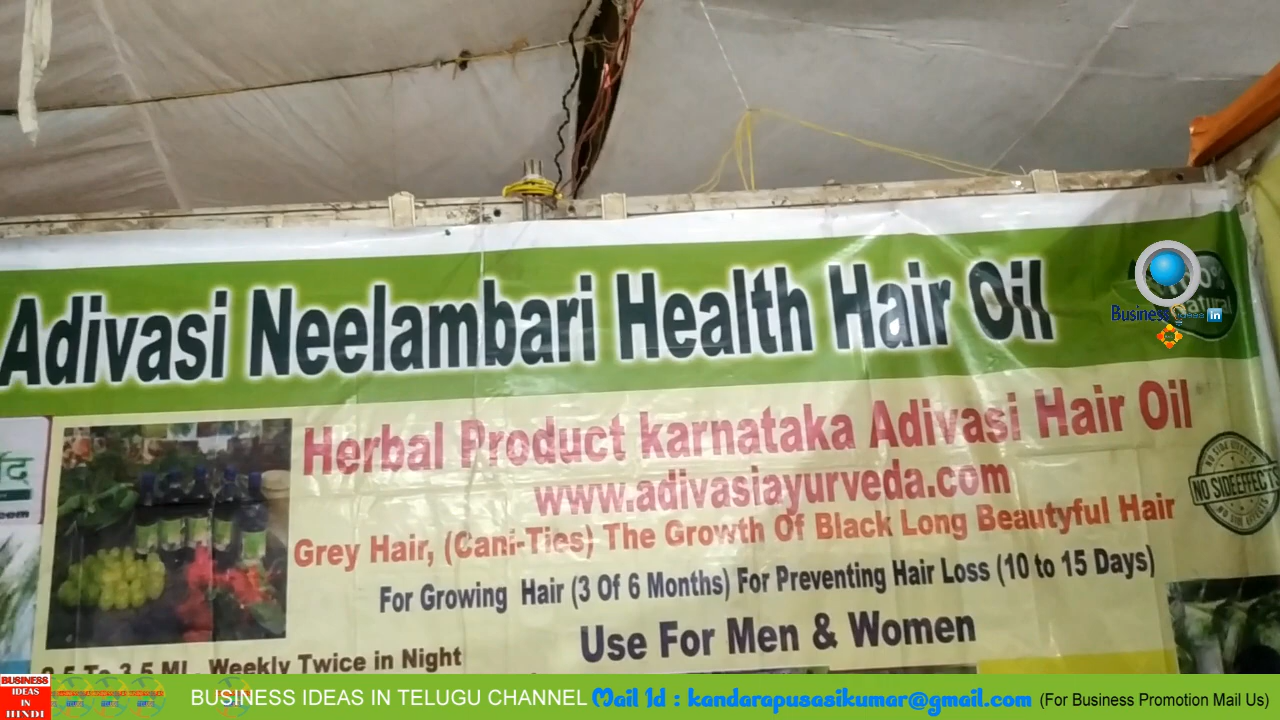 Adivasi Neelambari Health Hair Oil
Business Ideas in
natural
Herbal Product karnataka Adivasi Hair Oil
www.adivasiayurveda.com
Grey Hair, (Cani-Ties) The Growth Of Black Long Beautyful Hair
NO SIDEEFFECTS
For Growing Hair (3 Of 6 Months) For Preventing Hair Loss (10 to 15 Days)
Use For Men & Women
Weekly Twice in Night
BUSINESS
IDEAS
IN
HINDI
BUSINESS IDEAS IN TELUGU CHANNEL Mail Id : kandarapusasikumar@gmail.com (For Business Promotion Mail Us)